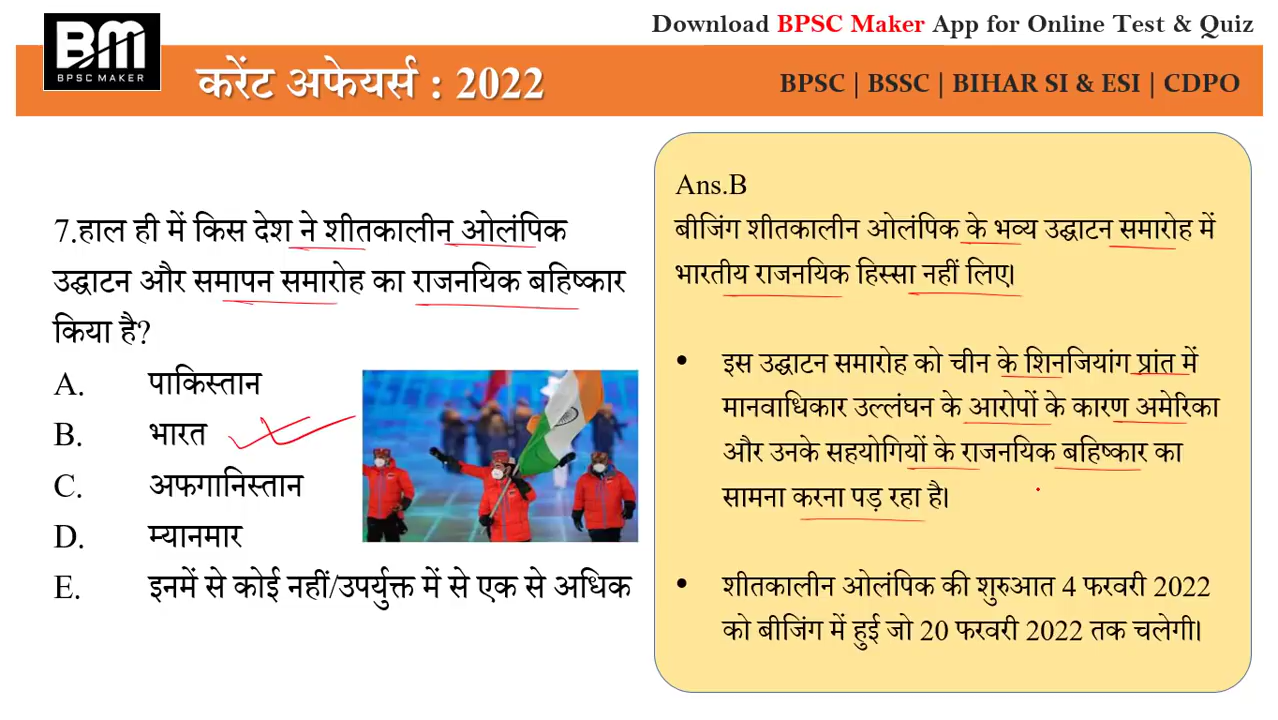 Download BPSC Maker App for Online Test & Quiz
BM
BPSC MAKER
करेंट अफेयर्स : 2022
BPSC | BSSC | BIHAR SI & ESI | CDPO
7.हाल ही में किस देश ने शीतकालीन ओलंपिक
उद्घाटन और समापन समारोह का राजनयिक बहिष्कार
किया है?
A. पाकिस्तान
B. भारत
C. अफगानिस्तान
D. म्यानमार
E. इनमें से कोई नहीं/उपर्युक्त में से एक से अधिक
Ans.B
बीजिंग शीतकालीन ओलंपिक के भव्य उद्घाटन समारोह में
भारतीय राजनयिक हिस्सा नहीं लिए।
• इस उद्घाटन समारोह को चीन के शिनजियांग प्रांत में
मानवाधिकार उल्लंघन के आरोपों के कारण अमेरिका
और उनके सहयोगियों के राजनयिक बहिष्कार का
सामना करना पड़ रहा है।
• शीतकालीन ओलंपिक की शुरुआत 4 फरवरी 2022
को बीजिंग में हुई जो 20 फरवरी 2022 तक चलेगी।